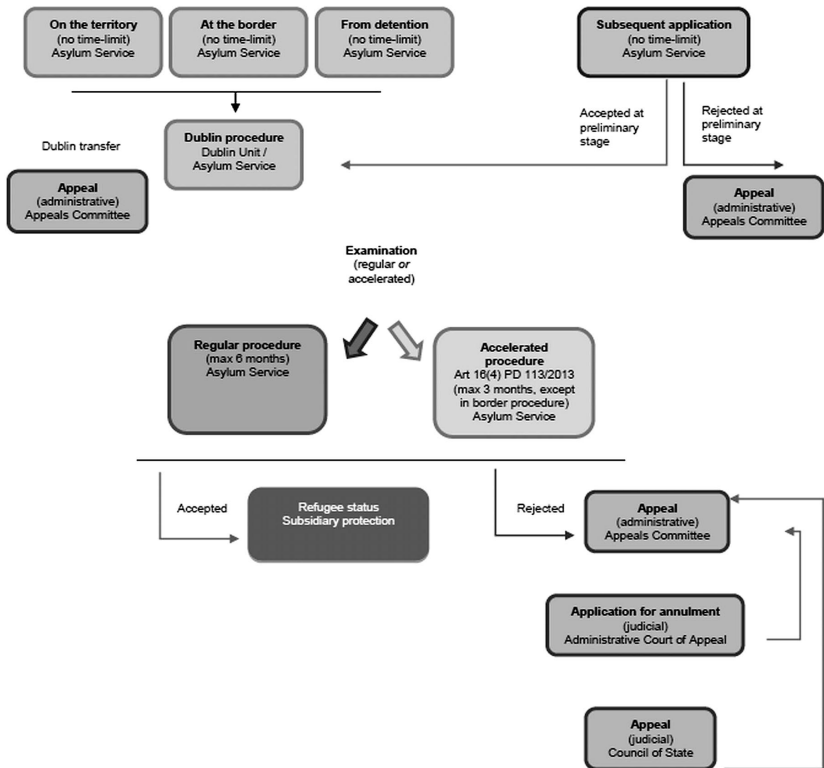 On the territory
(no time-limit)
Asylum Service
At the border
(no time-limit)
Asylum Service
From detention
(no time-limit)
Asylum Service
Subsequent application
(no time-limit)
Asylum Service
Accepted at
preliminary
stage
Rejected at
preliminary
stage
Dublin transfer
Dublin procedure
Dublin Unit /
Asylum Service
Appeal
(administrative)
Appeals Committee
Appeal
(administrative)
Appeals Committee
Examination
(regular or
accelerated)
Regular procedure
(max 6 months)
Asylum Service
Accelerated
procedure
Art 16(4) PD 113/2013
(max 3 months, except
in border procedure)
Asylum Service
Accepted
Refugee status
Subsidiary protection
Rejected
Appeal
(administrative)
Appeals Committee
Application for annulment
(judicial)
Administrative Court of Appeal
Appeal
(judicial)
Council of State